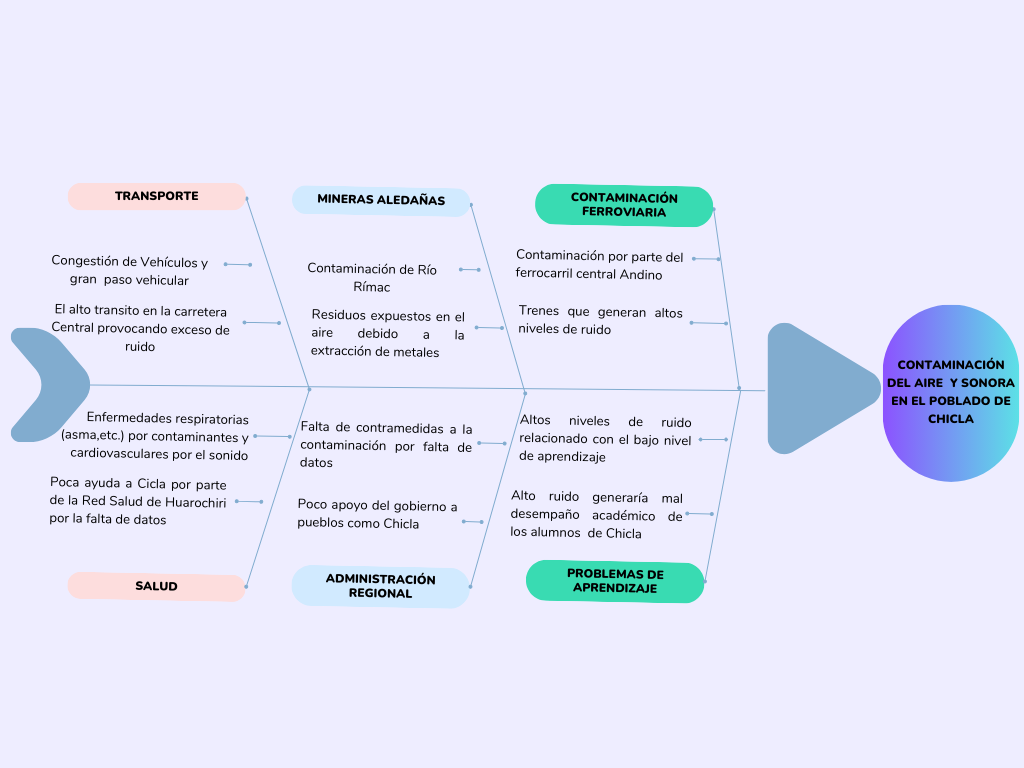 TRANSPORTE
Congestión de Vehículos y
gran paso vehicular
El alto transito en la carretera
Central provocando exceso de
ruido
MINERAS ALEDAÑAS
Contaminación de Río
Rímac
Residuos expuestos en el
aire debido a la
extracción de metales
CONTAMINACIÓN
FERROVIARIA
Contaminación por parte del
ferrocarril central Andino
Trenes que generan altos
niveles de ruido
CONTAMINACIÓN
DEL AIRE Y SONORA
EN EL POBLADO DE
CHICLA
Enfermedades respiratorias
(asma,etc.) por contaminantes y
cardiovasculares por el sonido
Poca ayuda a Cicla por parte
de la Red Salud de Huarochiri
por la falta de datos
SALUD
Falta de contramedidas a la
contaminación por falta de
datos
Poco apoyo del gobierno a
pueblos como Chicla
ADMINISTRACIÓN
REGIONAL
Altos niveles de ruido
relacionado con el bajo nivel
de aprendizaje
Alto ruido generaría mal
desempaño académico de
los alumnos de Chicla
PROBLEMAS DE
APRENDIZAJE